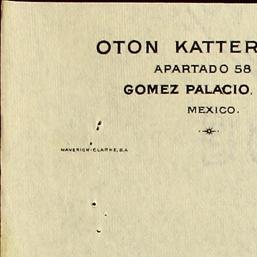 OTON KATTER
APARTADO 58
GOMEZ PALACIO,
MEXICO.
MAVERICK-CLARKE, S.A.